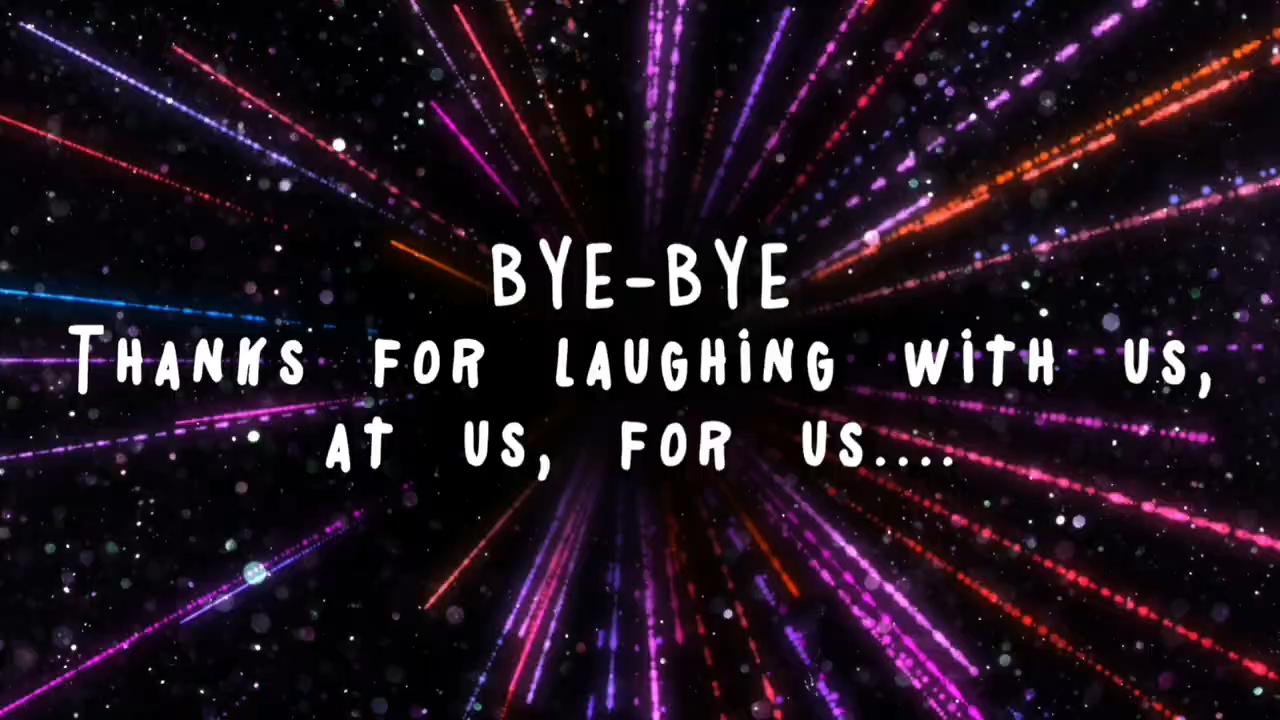 BYE-BYE
THANKS FOR LAUGHiNG WiTH US,
AT US, FOR US....